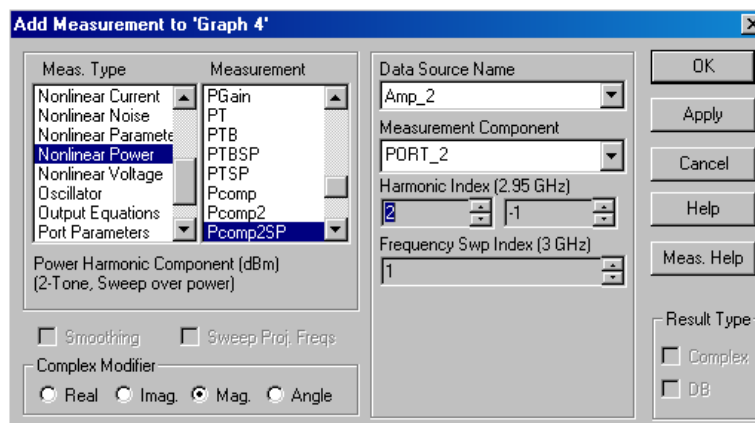 Add Measurement to 'Graph 4'
Meas. Type
Measurement
Nonlinear Current
Nonlinear Noise
Nonlinear Paramete
Nonlinear Power
Nonlinear Voltage
Oscillator
Output Equations
Port Parameters
PGain
PT
PTB
PTBSP
PTSP
Pcomp
Pcomp2
Pcomp2SP
Power Harmonic Component (dBm)
(2-Tone, Sweep over power)
Smoothing
Sweep Proj. Freqs
Complex Modifier
Real
Imag.
Mag.
Angle
Data Source Name
Amp_2
Measurement Component
PORT_2
Harmonic Index (2.95 GHz)
2
-1
Frequency Swp Index (3 GHz)
1
OK
Apply
Cancel
Help
Meas. Help
Result Type
Complex
DB